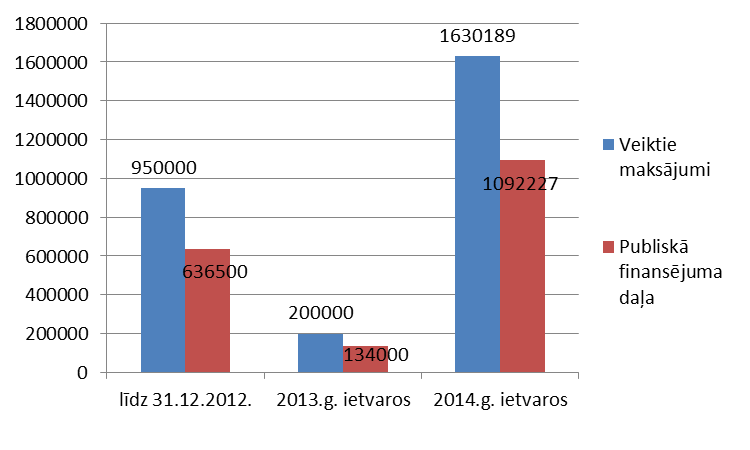 1800000
1600000
1400000
1200000
1000000
800000
600000
400000
200000
0
950000
636500
200000
134000
1630189
1092227
līdz 31.12.2012.
2013.g. ietvaros
2014.g. ietvaros
Veiktie
maksājumi
Publiskā
finansējuma
daļa